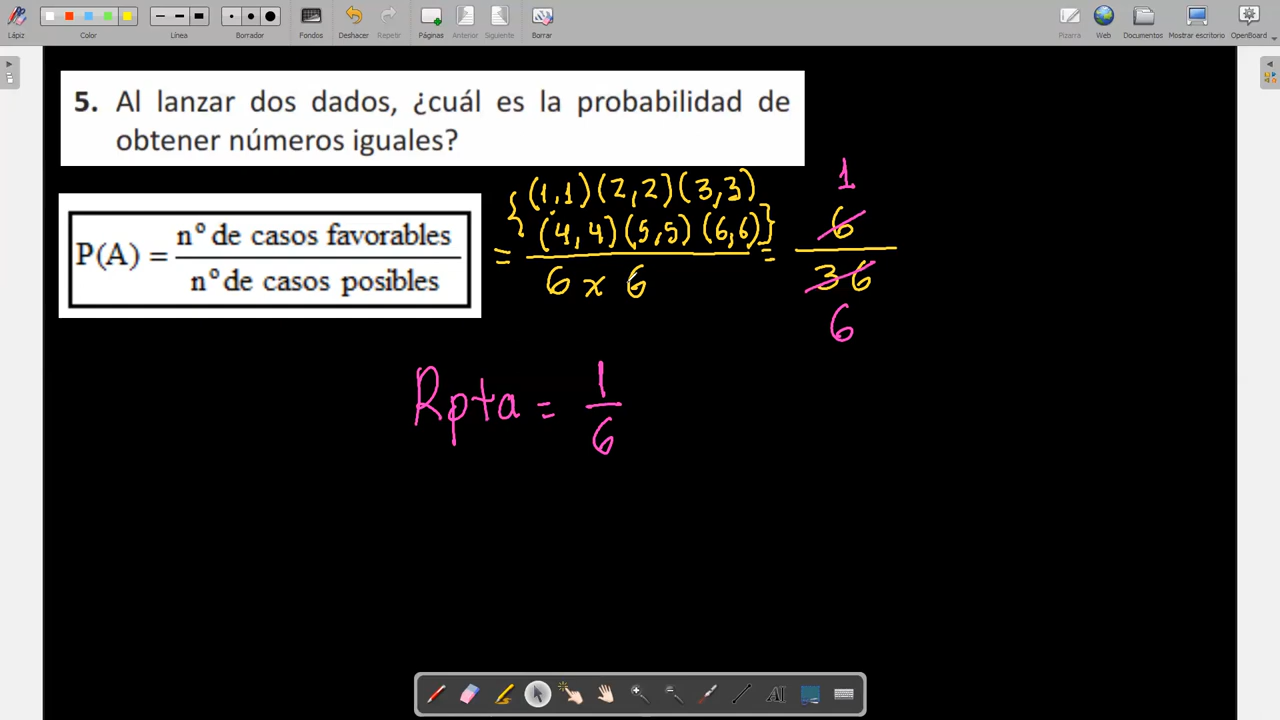 Lápiz Color Línea Borrador Fondos Deshacer Repetir Páginas Anterior Siguiente Borrar Pizarra Web Documentos Mostrar escritorio OpenBoard
5. Al lanzar dos dados, ¿cuál es la probabilidad de
obtener números iguales?
P(A) = nº de casos favorables
nº de casos posibles
= {(1,1)(2,2)(3,3)
(4,4)(5,5)(6,6)}
6 x 6
=
1
6
36
6
Rpta = 1
6
AI